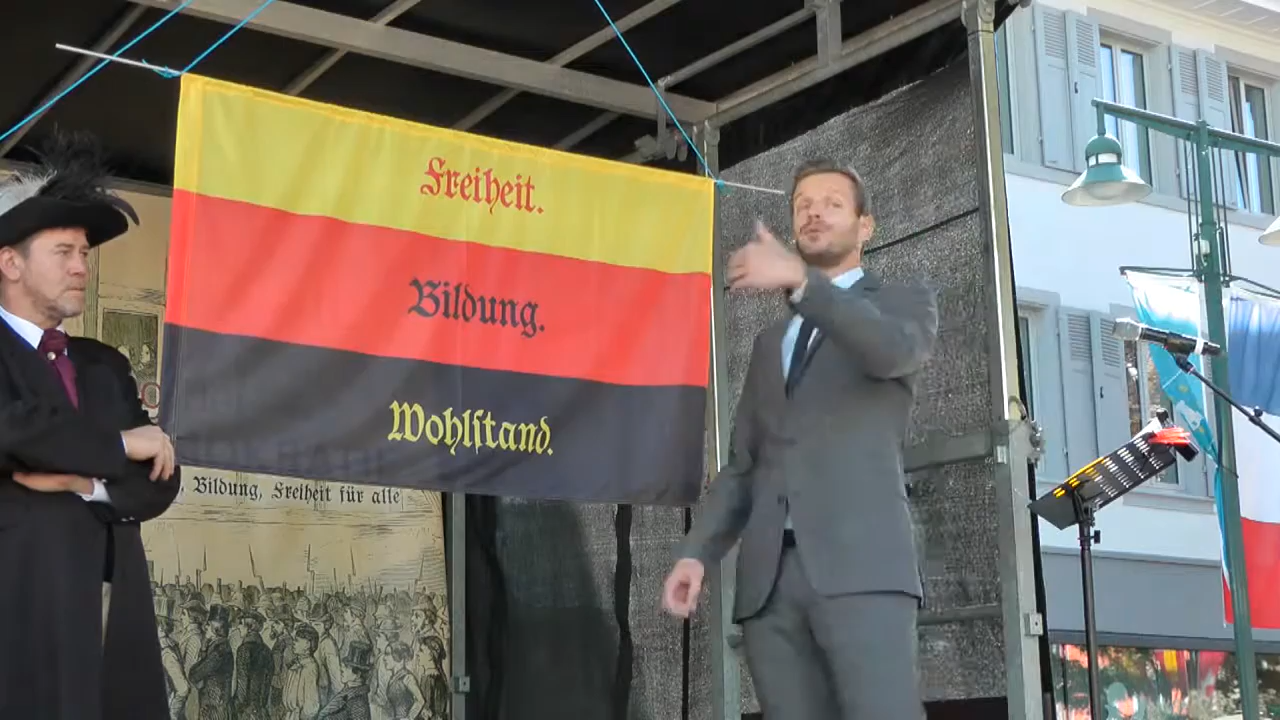 Freiheit.
Bildung.
Wohlſtand.
, Bildung, Freiheit für alle